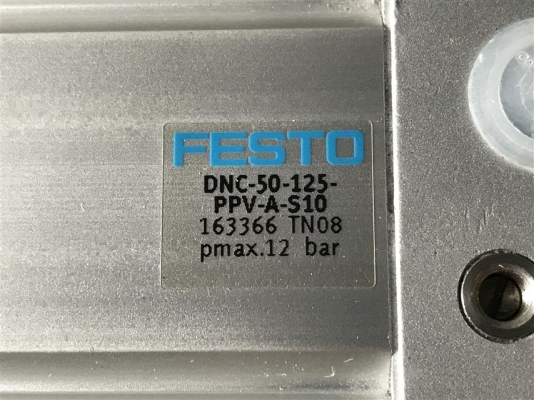 FESTO
DNC-50-125-
PPV-A-S10
163366 TN08
pmax.12 bar